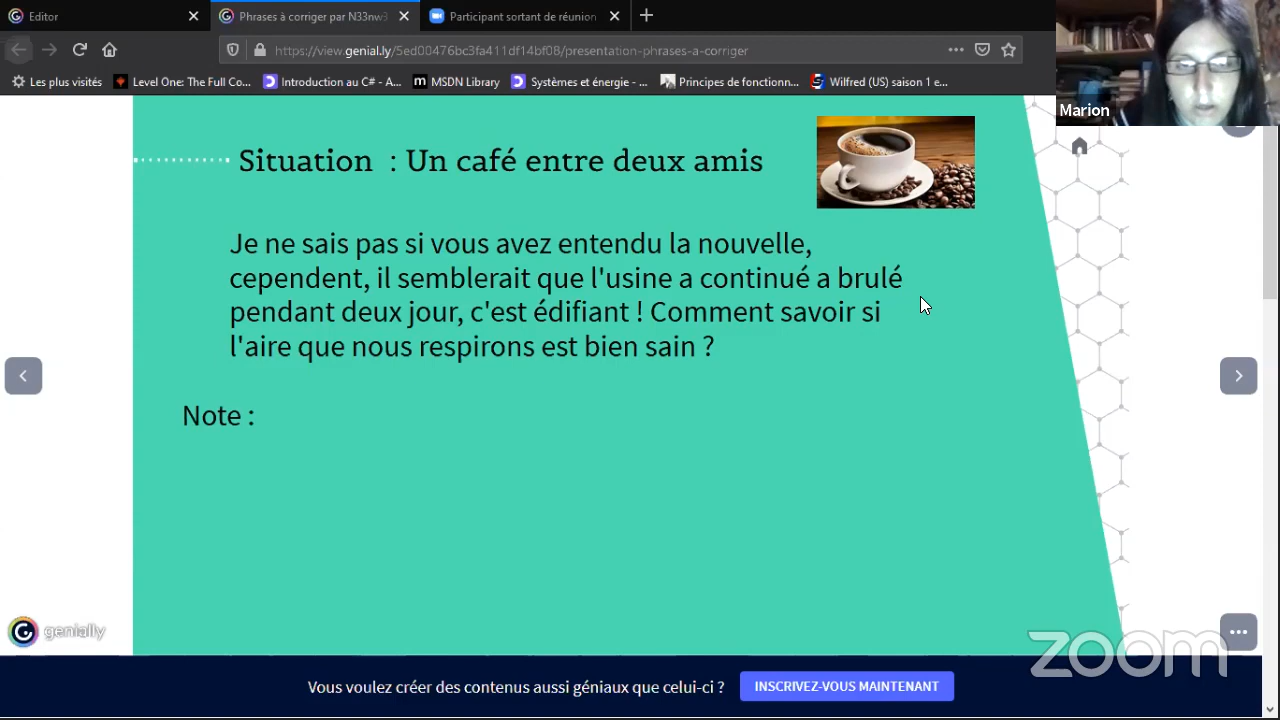 Editor
Phrases à corriger par N33nw3
Participant sortant de réunion
https://view.genial.ly/5ed00476bc3fa411df14bf08/presentation-phrases-a-corriger
Les plus visités
Level One: The Full Co...
Introduction au C# - A...
MSDN Library
Systèmes et énergie - ...
Principes de fonctionn...
Wilfred (US) saison 1 e...
Marion
Situation : Un café entre deux amis
Je ne sais pas si vous avez entendu la nouvelle,
cependent, il semblerait que l'usine a continué a brulé
pendant deux jour, c'est édifiant ! Comment savoir si
l'aire que nous respirons est bien sain ?
Note :
genially
zoom
Vous voulez créer des contenus aussi géniaux que celui-ci ?
INSCRIVEZ-VOUS MAINTENANT